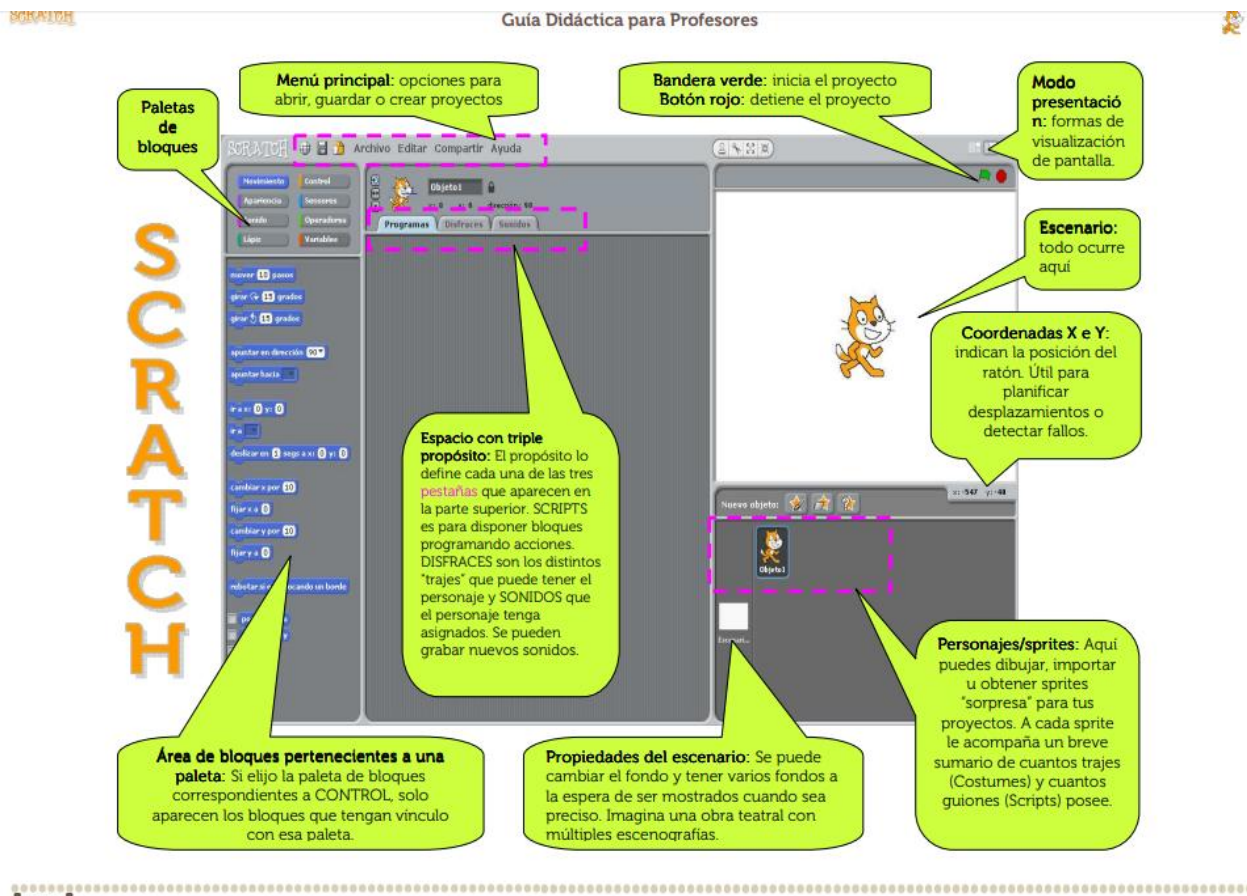 SCRATCH
Guía Didáctica para Profesores
Menú principal: opciones para
abrir, guardar o crear proyectos
Bandera verde: inicia el proyecto
Botón rojo: detiene el proyecto
Modo
presentació
n: formas de
visualización
de pantalla.
Paletas
de
bloques
SCRATCH
Archivo Editar Compartir Ayuda
Movimiento Control
Apariencia Sensores
Operadores
Lápiz Variables
Objeto1
dirección: 90
Programas Disfraces Sonidos
SCRATCH
mover 10 pasos
girar 15 grados
girar 15 grados
apuntar en dirección 90
apuntar hacia
ir a x: 0 y: 0
ir a
deslizar en 1 segs a x: 0 y: 0
cambiar x por 10
fijar x a 0
cambiar y por 10
fijar y a 0
rebotar si tocando un borde
Escenario:
todo ocurre
aquí
Coordenadas X e Y:
indican la posición del
ratón. Útil para
planificar
desplazamientos o
detectar fallos.
Espacio con triple
propósito: El propósito lo
define cada una de las tres
pestañas que aparecen en
la parte superior. SCRIPTS
es para disponer bloques
programando acciones.
DISFRACES son los distintos
"trajes" que puede tener el
personaje y SONIDOS que
el personaje tenga
asignados. Se pueden
grabar nuevos sonidos.
x: -547 y: -48
Nuevo objeto:
Objeto1
Escenari...
Personajes/sprites: Aquí
puedes dibujar, importar
u obtener sprites
"sorpresa" para tus
proyectos. A cada sprite
le acompaña un breve
sumario de cuantos trajes
(Costumes) y cuantos
guiones (Scripts) posee.
Área de bloques pertenecientes a una
paleta: Si elijo la paleta de bloques
correspondientes a CONTROL, solo
aparecen los bloques que tengan vínculo
con esa paleta.
Propiedades del escenario: Se puede
cambiar el fondo y tener varios fondos a
la espera de ser mostrados cuando sea
preciso. Imagina una obra teatral con
múltiples escenografías.